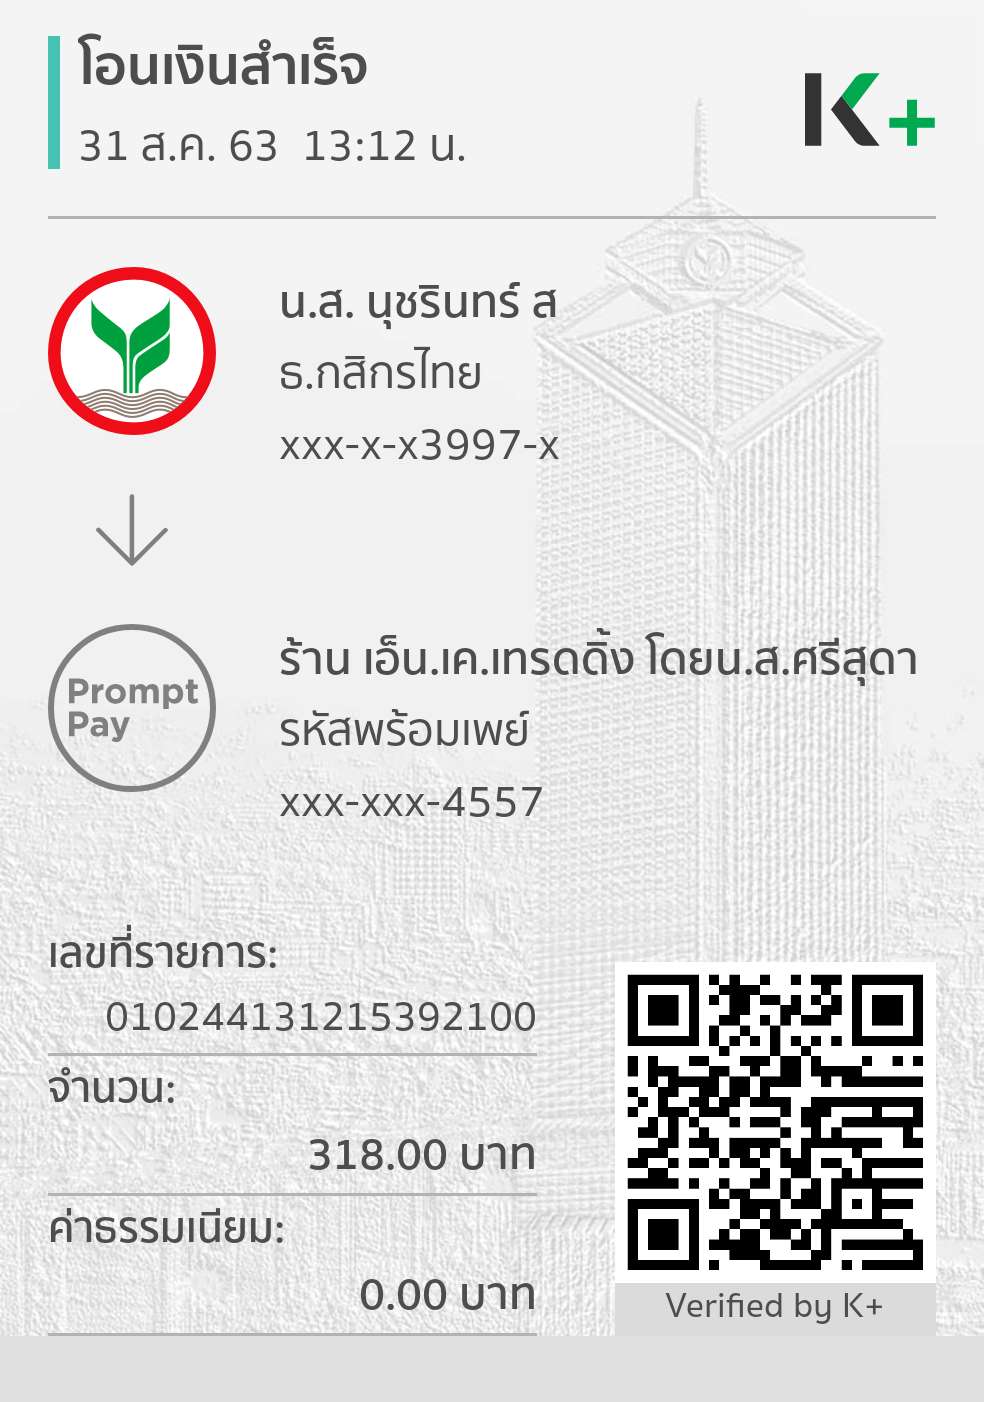 โอนเงินสำเร็จ
31 ส.ค. 63 13:12 น.
K+
น.ส. นุชรินทร์ ส
ธ.กสิกรไทย
xxx-x-x3997-x
Prompt
Pay
ร้าน เอ็น.เค.เทรดดิ้ง โดยน.ส.ศรีสุดา
รหัสพร้อมเพย์
xxx-xxx-4557
เลขที่รายการ:
010244131215392100
จำนวน:
318.00 บาท
ค่าธรรมเนียม:
0.00 บาท
Verified by K+